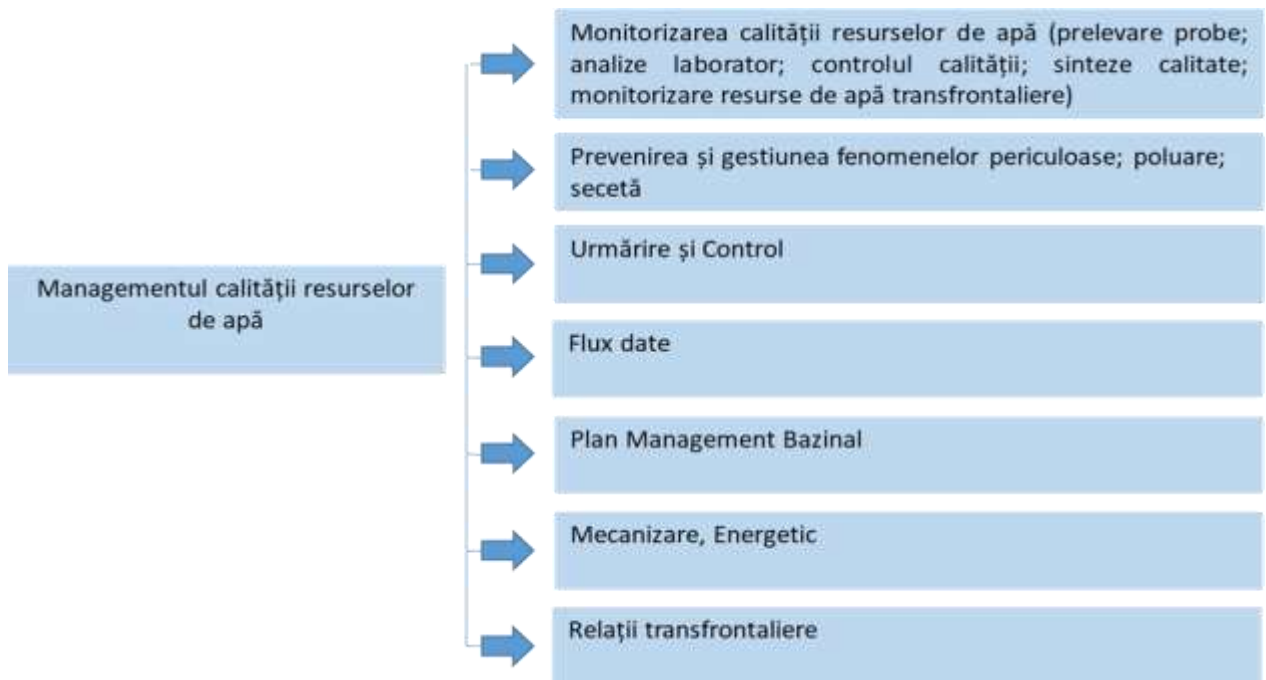 Monitorizarea calității resurselor de apă (prelevare probe;
analize laborator; controlul calității; sinteze calitate;
monitorizare resurse de apă transfrontaliere)
Prevenirea și gestiunea fenomenelor periculoase; poluare;
secetă
Urmărire și Control
Managementul calității resurselor
de apă
Flux date
Plan Management Bazinal
Mecanizare, Energetic
Relații transfrontaliere